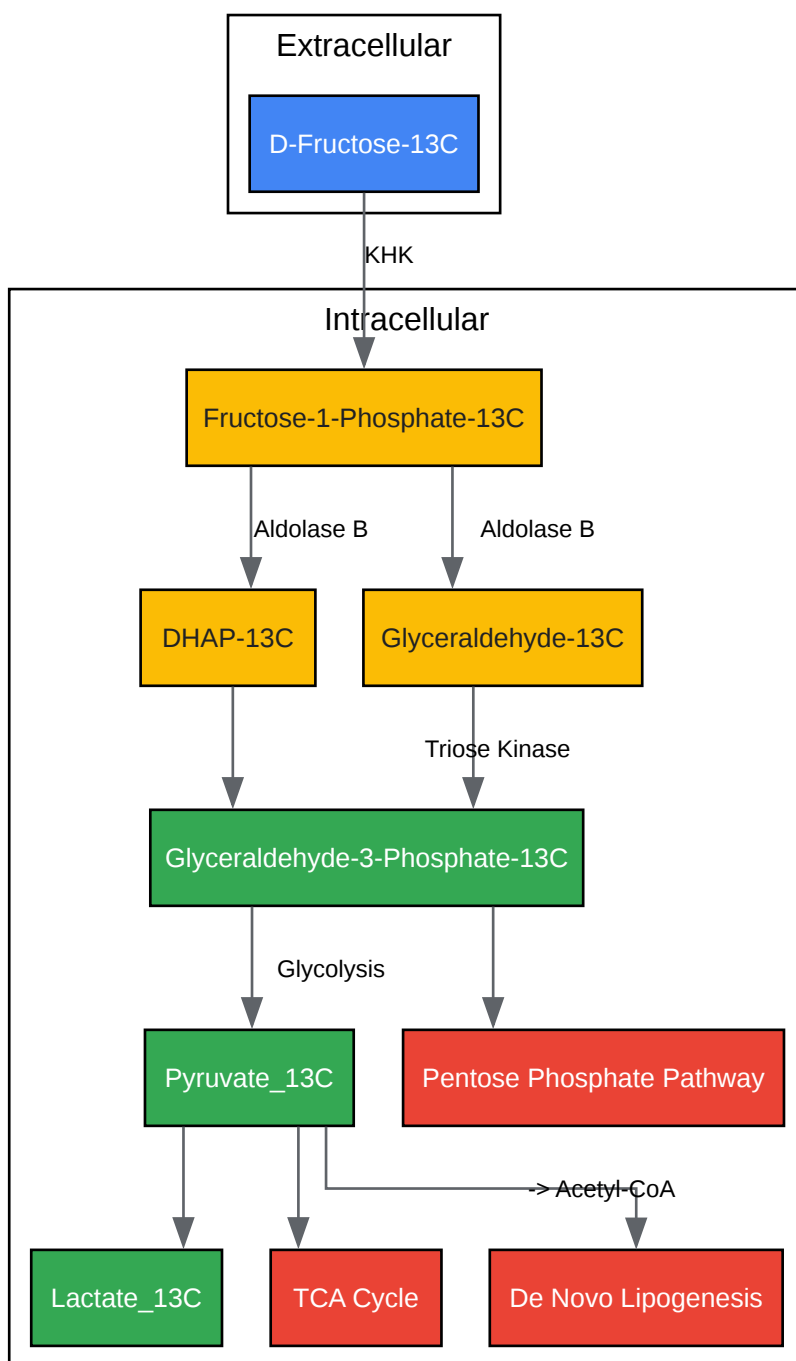 Extracellular
D-Fructose-13C
KHK
Intracellular
Fructose-1-Phosphate-13C
Aldolase B
Aldolase B
DHAP-13C
Glyceraldehyde-13C
Triose Kinase
Glyceraldehyde-3-Phosphate-13C
Glycolysis
Pyruvate_13C
Pentose Phosphate Pathway
-> Acetyl-CoA
Lactate_13C
TCA Cycle
De Novo Lipogenesis